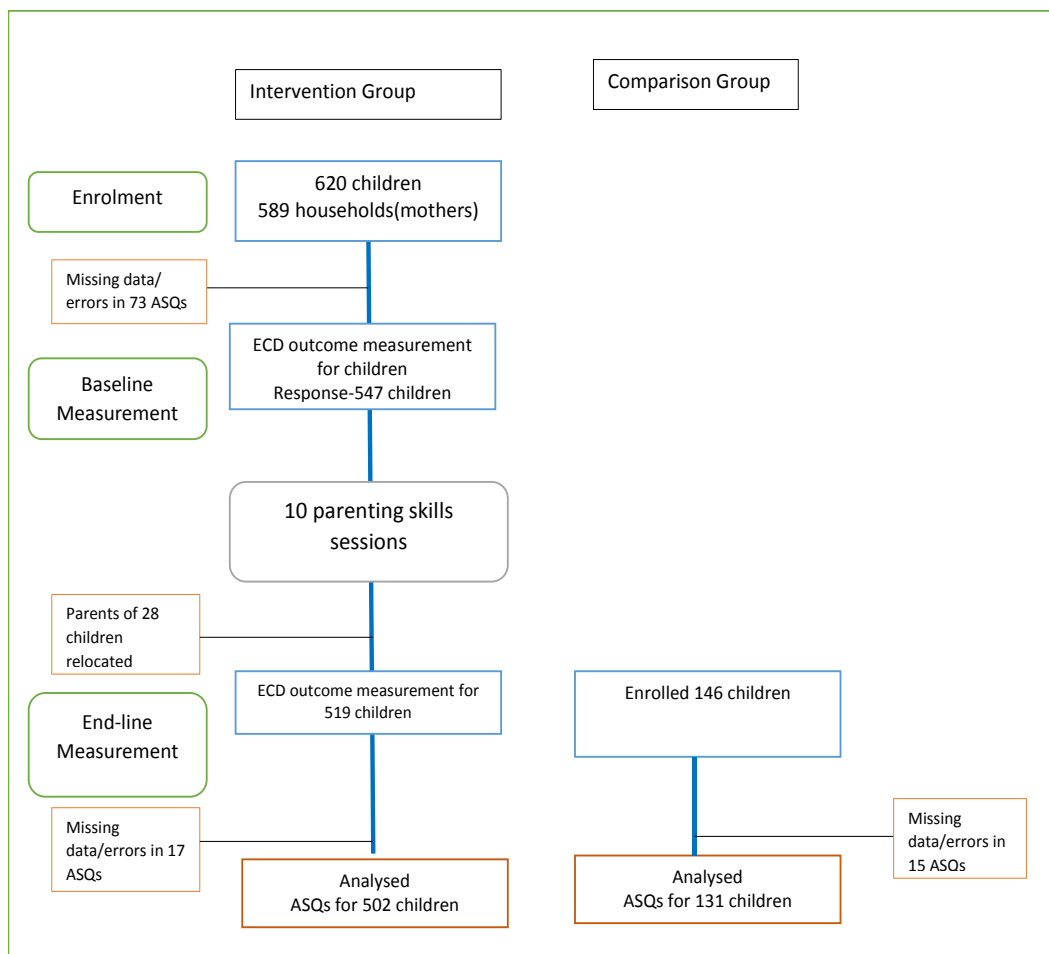 Intervention Group
Comparison Group
Enrolment
620 children
589 households(mothers)
Missing data/
errors in 73 ASQs
ECD outcome measurement
for children
Response-547 children
Baseline
Measurement
10 parenting skills
sessions
Parents of 28
children
relocated
ECD outcome measurement for
519 children
Enrolled 146 children
End-line
Measurement
Missing
data/errors in 17
ASQs
Missing
data/errors in
15 ASQs
Analysed
ASQs for 502 children
Analysed
ASQs for 131 children